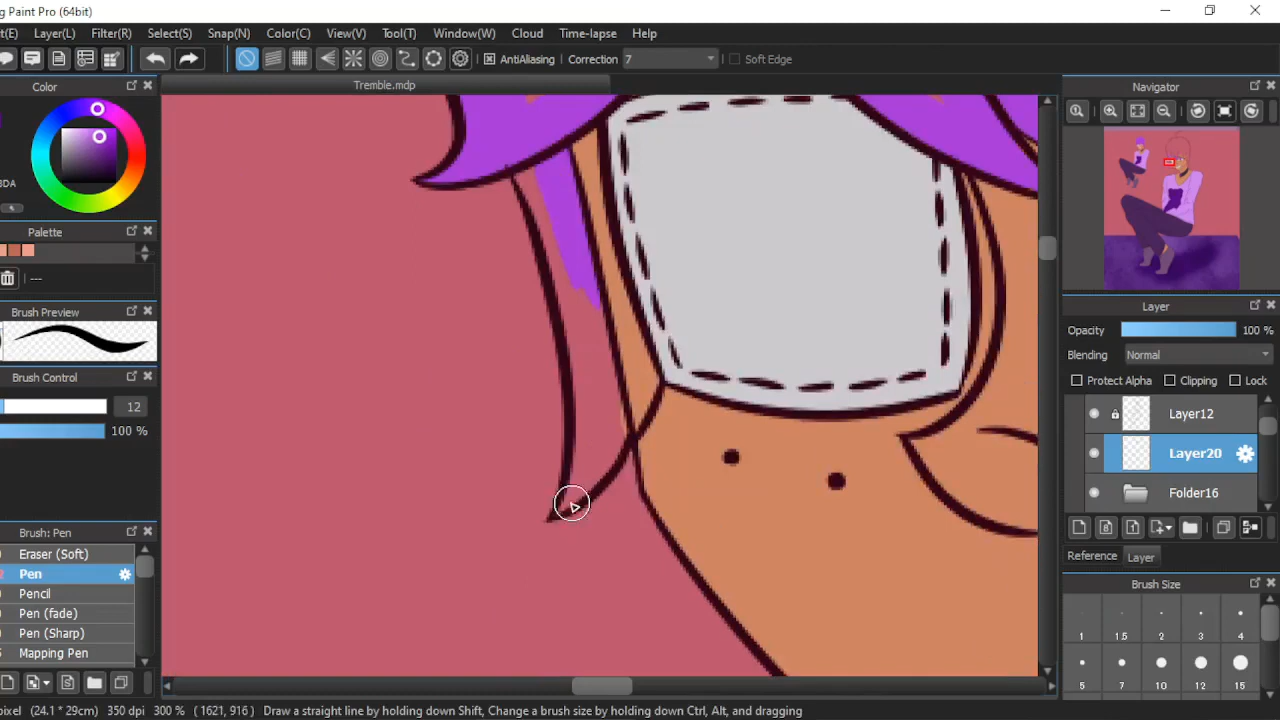 g Paint Pro (64bit)
t(E) Layer(L) Filter(R) Select(S) Snap(N) Color(C) View(V) Tool(T) Window(W) Cloud Time-lapse Help
AntiAliasing Correction 7 Soft Edge
Color
Tremble.mdp
Navigator
BDA
Palette
---
Brush Preview
Brush Control
12
100 %
Layer
Opacity 100 %
Blending Normal
Protect Alpha Clipping Lock
Layer12
Layer20
Folder16
Reference Layer
Brush: Pen
Eraser (Soft)
Pen
Pencil
Pen (fade)
Pen (Sharp)
Mapping Pen
Brush Size
1 1.5 2 3 4
5 7 10 12 15
pixel (24.1 * 29cm) 350 dpi 300 % (1621, 916) Draw a straight line by holding down Shift, Change a brush size by holding down Ctrl, Alt, and dragging